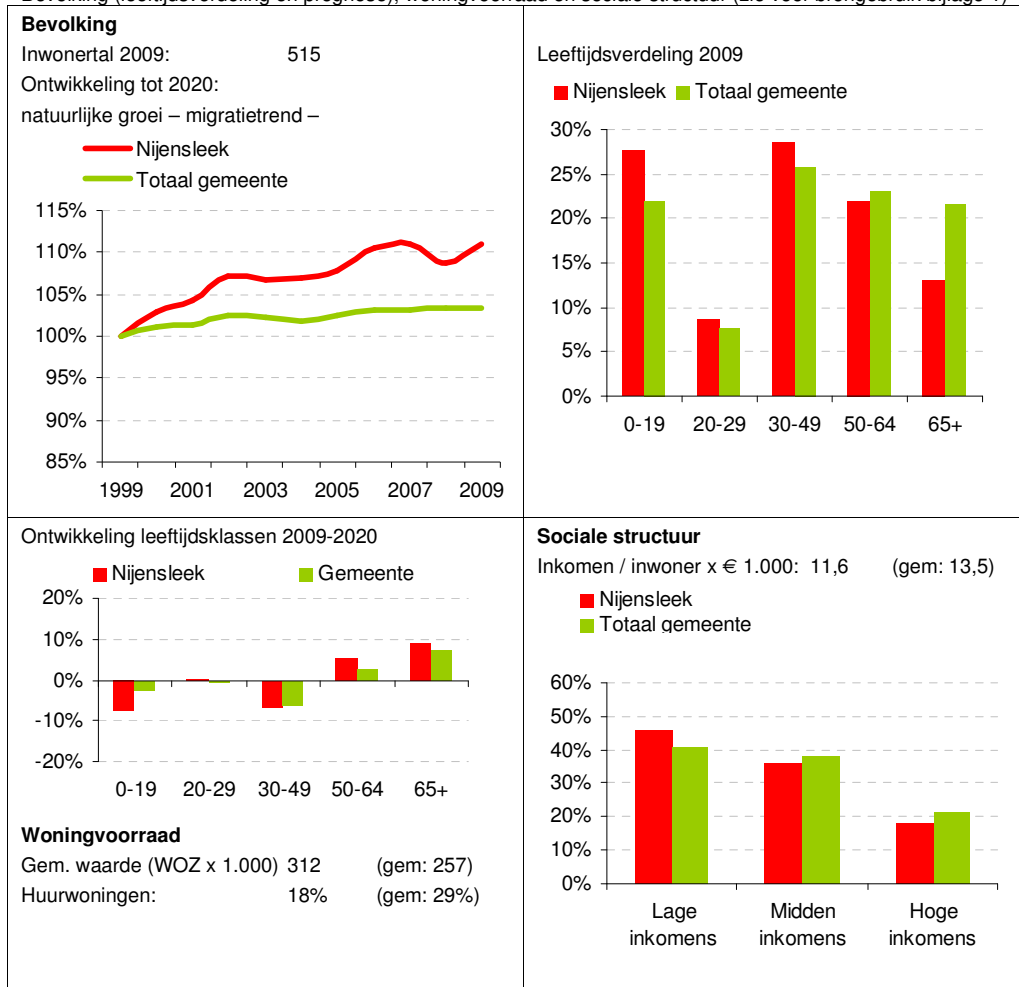 Bevolking
Inwonertal 2009: 515
Ontwikkeling tot 2020:
natuurlijke groei – migratietrend –
Nijensleek
Totaal gemeente
115%
110%
105%
100%
95%
90%
85%
1999 2001 2003 2005 2007 2009
Leeftijdsverdeling 2009
Nijensleek Totaal gemeente
30%
25%
20%
15%
10%
5%
0%
0-19 20-29 30-49 50-64 65+
Ontwikkeling leeftijdsklassen 2009-2020
Nijensleek Gemeente
20%
10%
0%
-10%
-20%
0-19 20-29 30-49 50-64 65+
Woningvoorraad
Gem. waarde (WOZ x 1.000) 312 (gem: 257)
Huurwoningen: 18% (gem: 29%)
Sociale structuur
Inkomen / inwoner x € 1.000: 11,6 (gem: 13,5)
Nijensleek
Totaal gemeente
60%
50%
40%
30%
20%
10%
0%
Lage inkomens
Midden inkomens
Hoge inkomens